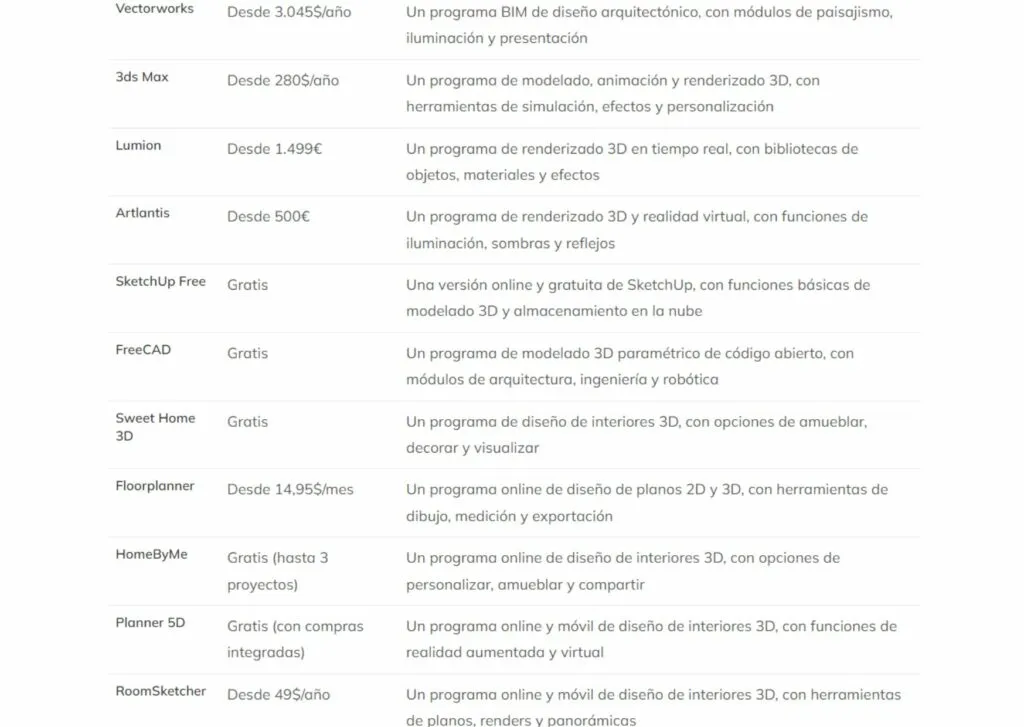 Vectorworks
Desde 3.045$/año
Un programa BIM de diseño arquitectónico, con módulos de paisajismo,
iluminación y presentación
3ds Max
Desde 280$/año
Un programa de modelado, animación y renderizado 3D, con
herramientas de simulación, efectos y personalización
Lumion
Desde 1.499€
Un programa de renderizado 3D en tiempo real, con bibliotecas de
objetos, materiales y efectos
Artlantis
Desde 500€
Un programa de renderizado 3D y realidad virtual, con funciones de
iluminación, sombras y reflejos
SketchUp Free
Gratis
Una versión online y gratuita de SketchUp, con funciones básicas de
modelado 3D y almacenamiento en la nube
FreeCAD
Gratis
Un programa de modelado 3D paramétrico de código abierto, con
módulos de arquitectura, ingeniería y robótica
Sweet Home
3D
Gratis
Un programa de diseño de interiores 3D, con opciones de amueblar,
decorar y visualizar
Floorplanner
Desde 14,95$/mes
Un programa online de diseño de planos 2D y 3D, con herramientas de
dibujo, medición y exportación
HomeByMe
Gratis (hasta 3
proyectos)
Un programa online de diseño de interiores 3D, con opciones de
personalizar, amueblar y compartir
Planner 5D
Gratis (con compras
integradas)
Un programa online y móvil de diseño de interiores 3D, con funciones de
realidad aumentada y virtual
RoomSketcher
Desde 49$/año
Un programa online y móvil de diseño de interiores 3D, con herramientas
de planos, renders y panorámicas